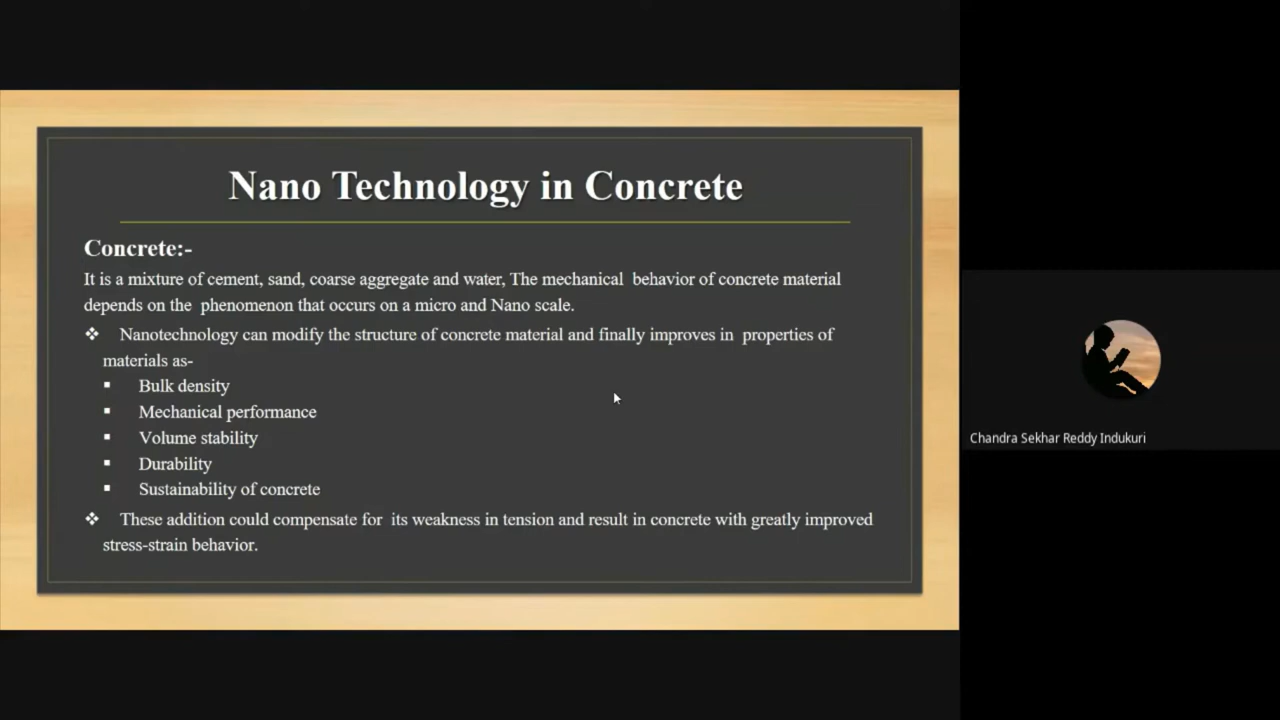 Nano Technology in Concrete
Concrete:-
It is a mixture of cement, sand, coarse aggregate and water, The mechanical behavior of concrete material
depends on the phenomenon that occurs on a micro and Nano scale.
❖ Nanotechnology can modify the structure of concrete material and finally improves in properties of
materials as-
▪ Bulk density
▪ Mechanical performance
▪ Volume stability
▪ Durability
▪ Sustainability of concrete
❖ These addition could compensate for its weakness in tension and result in concrete with greatly improved
stress-strain behavior.
Chandra Sekhar Reddy Indukuri